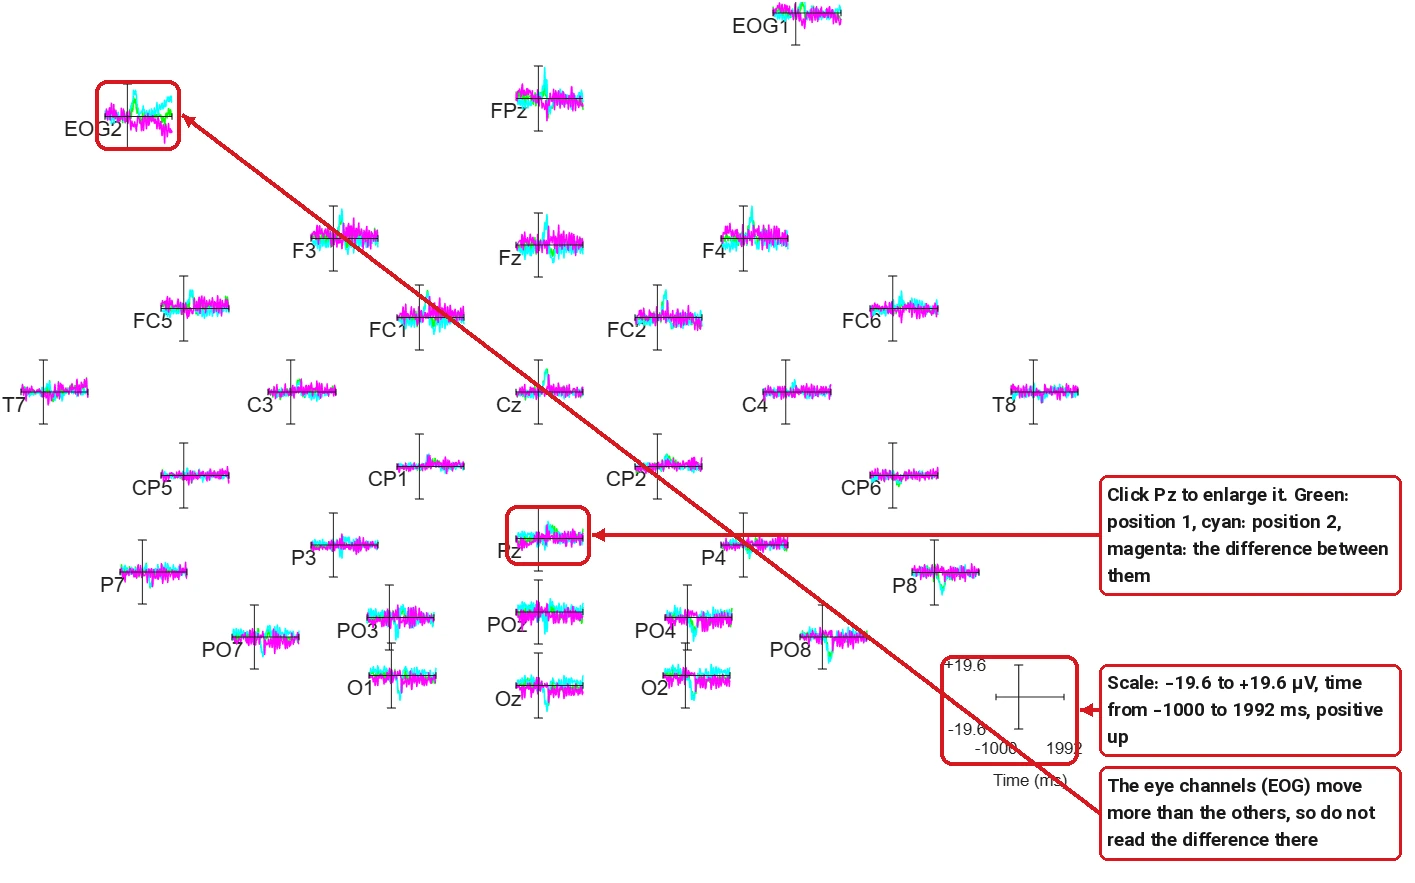 EOG1
EOG2
FPz
F3
Fz
F4
FC5
FC1
FC2
FC6
T7
C3
Cz
C4
T8
CP5
CP1
CP2
CP6
Click Pz to enlarge it. Green:
position 1, cyan: position 2,
magenta: the difference between
them
P7
P3
Pz
P4
P8
PO7
PO3
POz
PO4
PO8
O1
Oz
O2
+19.6
-19.6
-1000 1992
Time (ms)
Scale: −19.6 to +19.6 µV, time
from −1000 to 1992 ms, positive
up
The eye channels (EOG) move
more than the others, so do not
read the difference there